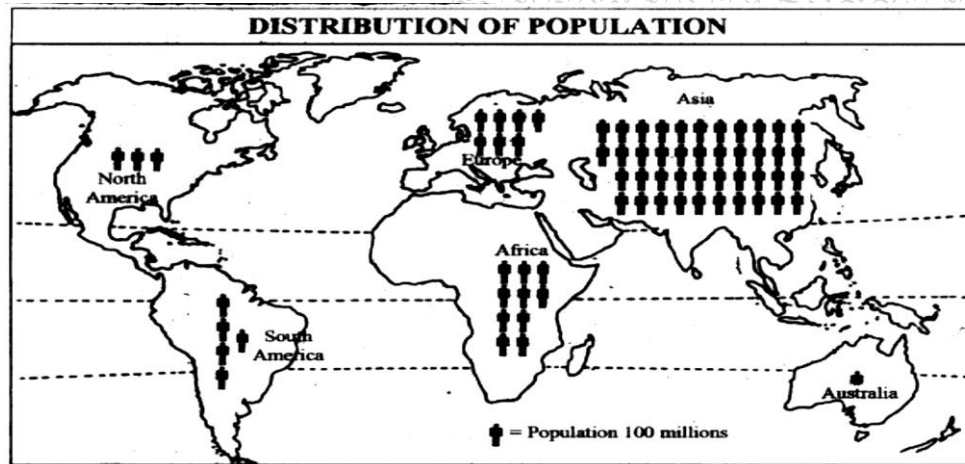 DISTRIBUTION OF POPULATION
Asia
Europe
North
America
Africa
South
America
Australia
= Population 100 millions